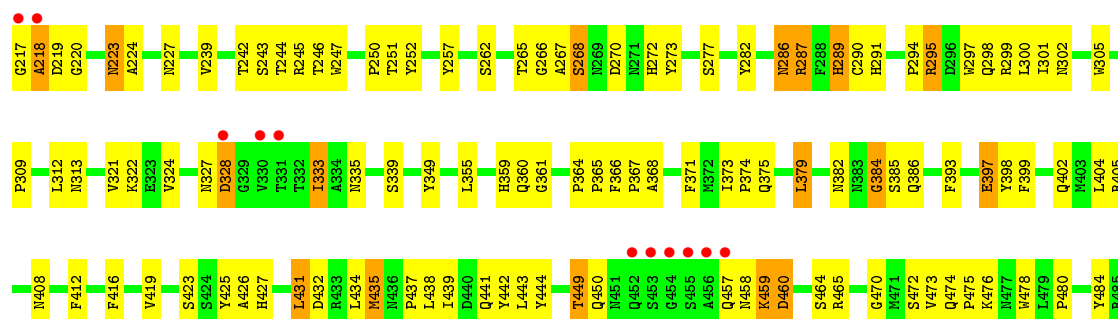 G217 A218 D219 G220 N223 A224 N227 V239 T242 S243 T244 R245 T246 W247 P250 T251 Y252 Y257 S262 T265 G266 A267 S268 N269 D270 N271 H272 Y273 S277 Y282 N286 R287 F288 H289 C290 H291 P294 R295 D296 W297 Q298 R299 L300 I301 N302 W305
P309 L312 N313 V321 K322 E323 V324 N327 D328 G329 V330 T331 T332 I333 A334 N335 S339 Y349 L355 H359 Q360 G361 P364 P365 F366 P367 A368 F371 M372 I373 P374 Q375 L379 N382 N383 G384 S385 Q386 F393 E397 Y398 F399 Q402 M403 L404 R405
N408 F412 F416 V419 S423 S424 Y425 A426 H427 L431 D432 R433 L434 M435 N436 P437 L438 I439 D440 Q441 Y442 L443 Y444 T449 Q450 N451 Q452 S453 G454 S455 A456 Q457 N458 K459 D460 S464 R465 G470 M471 S472 V473 Q474 P475 K476 N477 W478 L479 P480 Y484 R485